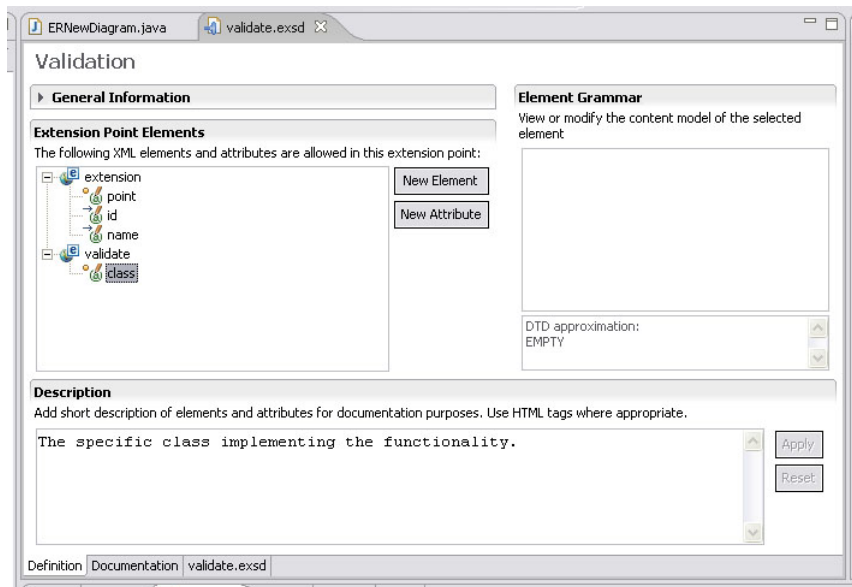 ERNewDiagram.java
validate.exsd
Validation
General Information
Extension Point Elements
The following XML elements and attributes are allowed in this extension point:
extension
point
id
name
validate
class
New Element
New Attribute
Element Grammar
View or modify the content model of the selected
element
DTD approximation:
EMPTY
Description
Add short description of elements and attributes for documentation purposes. Use HTML tags where appropriate.
The specific class implementing the functionality.
Apply
Reset
Definition Documentation validate.exsd